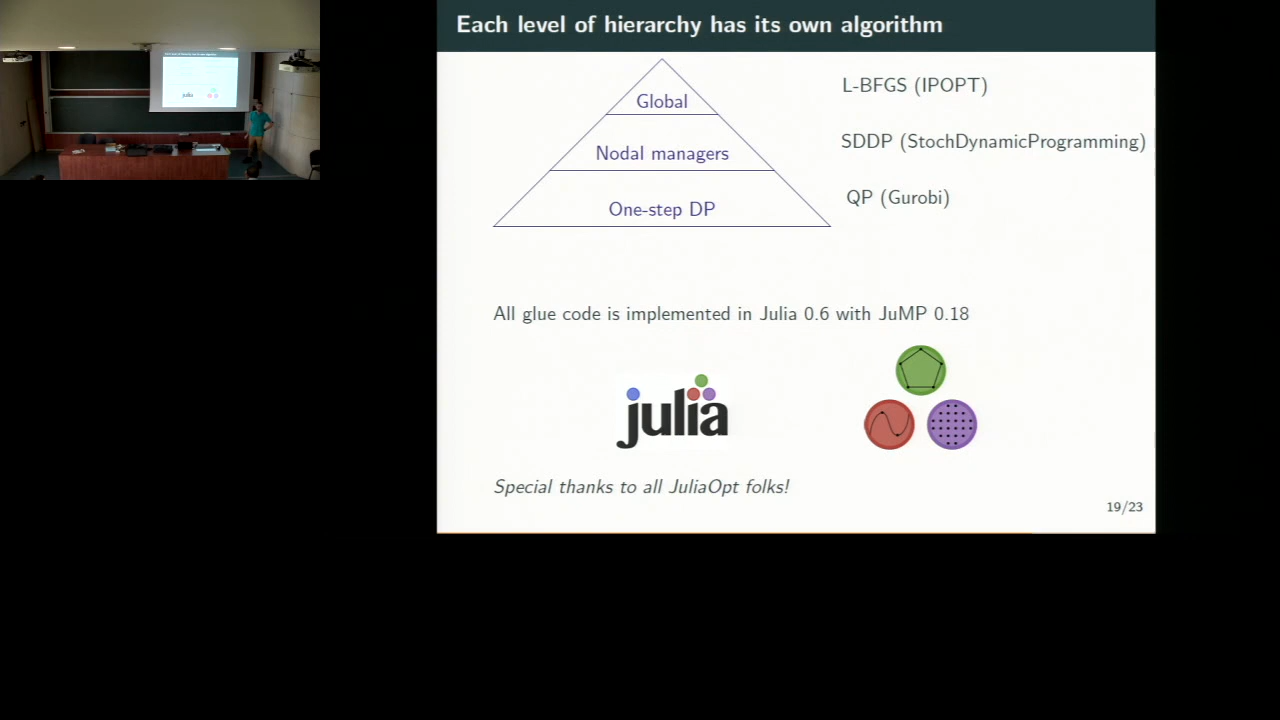 Each level of hierarchy has its own algorithm
Global
L-BFGS (IPOPT)
Nodal managers
SDDP (StochDynamicProgramming)
One-step DP
QP (Gurobi)
All glue code is implemented in Julia 0.6 with JuMP 0.18
julia
Special thanks to all JuliaOpt folks!
19/23